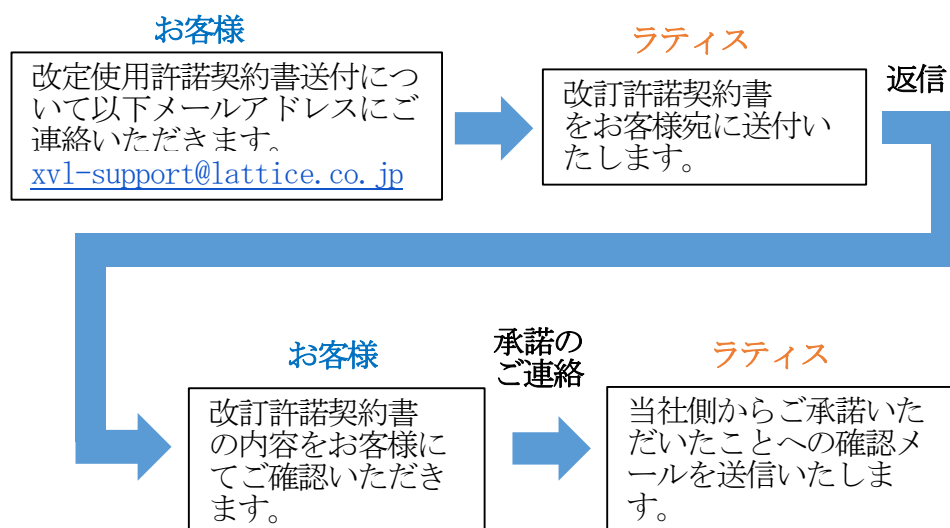 お客様
改定使用許諾契約書送付につ
いて以下メールアドレスにご
連絡いただきます。
xvl-support@lattice.co.jp
ラティス
改訂許諾契約書
をお客様宛に送付い
たします。
返信
お客様
改訂許諾契約書
の内容をお客様に
てご確認いただき
ます。
承諾の
ご連絡
ラティス
当社側からご承諾いた
だいたことへの確認メ
ールを送信いたしま
す。